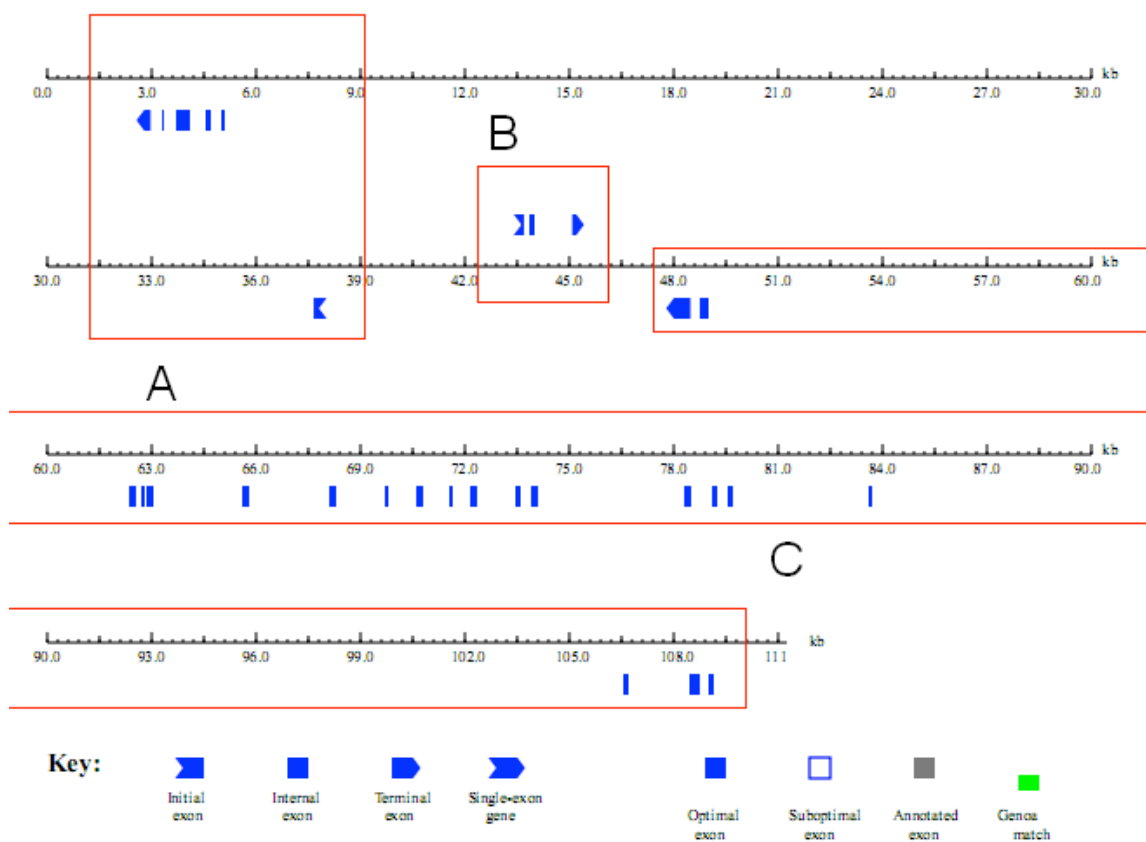 kb
0.0 3.0 6.0 9.0 12.0 15.0 18.0 21.0 24.0 27.0 30.0
B
kb
30.0 33.0 36.0 39.0 42.0 45.0 48.0 51.0 54.0 57.0 60.0
A
kb
60.0 63.0 66.0 69.0 72.0 75.0 78.0 81.0 84.0 87.0 90.0
C
kb
90.0 93.0 96.0 99.0 102.0 105.0 108.0 111
Key:
Initial exon
Internal exon
Terminal exon
Single-exon gene
Optimal exon
Suboptimal exon
Annotated exon
Genoa match